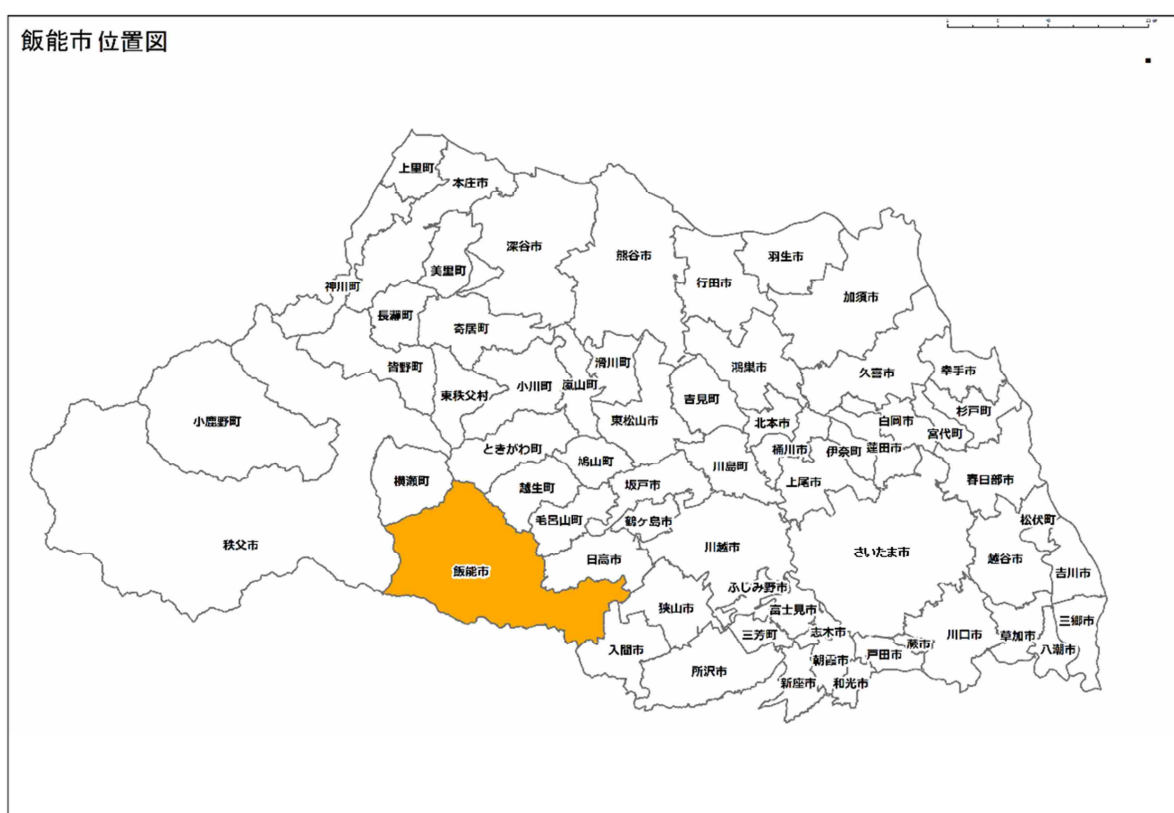 飯能市 位置図
上里町
本庄市
深谷市
熊谷市
羽生市
行田市
加須市
美里町
神川町
長瀞町
寄居町
皆野町
東秩父村
小川町
嵐山町
滑川町
吉見町
鴻巣市
久喜市
幸手市
小鹿野町
東松山市
北本市
白岡市
杉戸町
宮代町
ときがわ町
鳩山町
川島町
桶川市
伊奈町
蓮田市
横瀬町
越生町
坂戸市
上尾市
春日部市
毛呂山町
鶴ヶ島市
松伏町
秩父市
飯能市
日高市
川越市
さいたま市
越谷市
吉川市
ふじみ野市
狭山市
富士見市
三芳町
志木市
入間市
所沢市
朝霞市
新座市
和光市
戸田市
蕨市
川口市
草加市
三郷市
八潮市